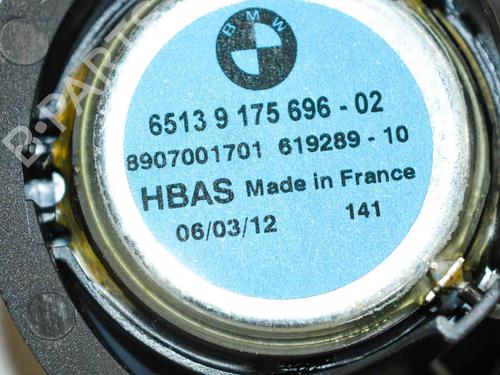 BMW
6513 9 175 696 - 02
8907001701 619289 - 10
HBAS Made in France
06/03/12 141
B-PARTS